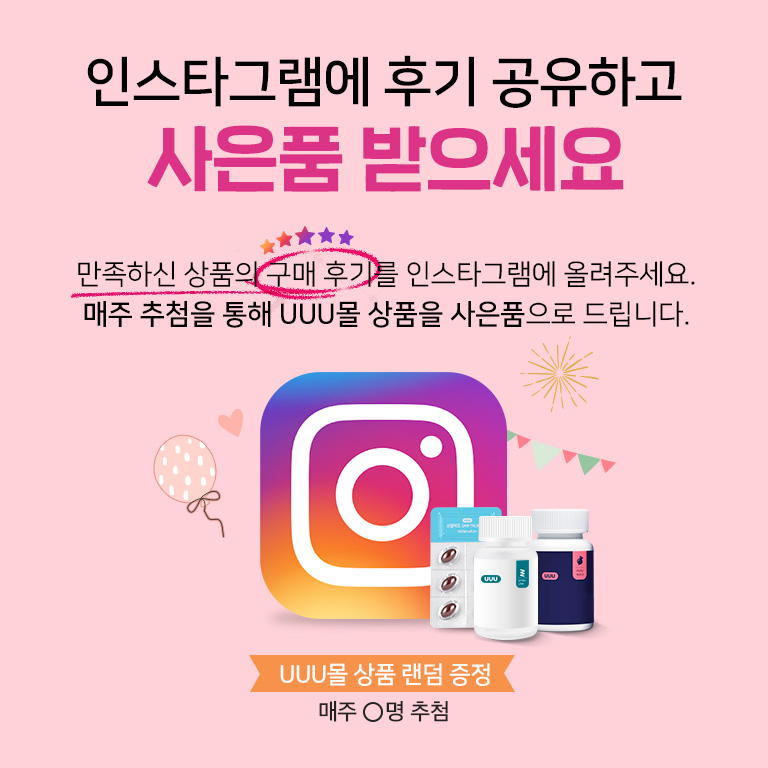 인스타그램에 후기 공유하고
사은품 받으세요
만족하신 상품의 구매 후기를 인스타그램에 올려주세요.
매주 추첨을 통해 UUU몰 상품을 사은품으로 드립니다.
UUU
UUU
UUU몰 상품 랜덤 증정
매주 ○명 추첨